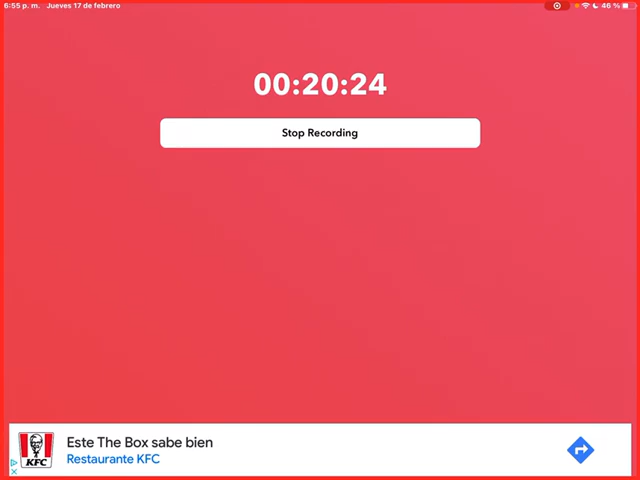 6:55 p. m. Jueves 17 de febrero
46 %
00:20:24
Stop Recording
Este The Box sabe bien
Restaurante KFC
KFC